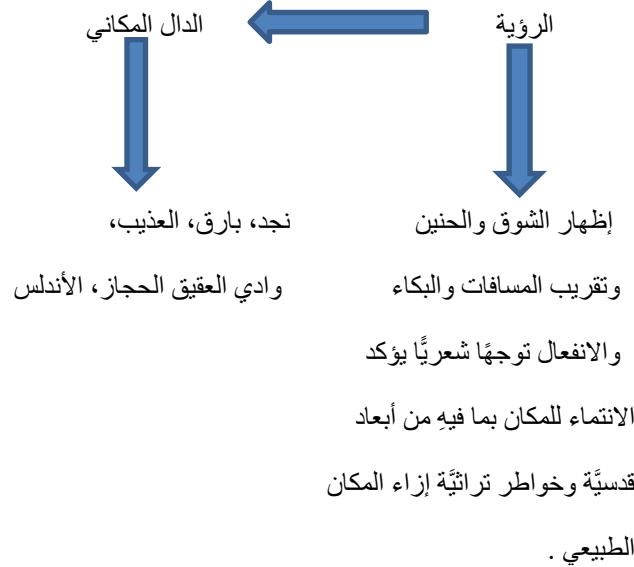 الرؤية
الدال المكاني
إظهار الشوق والحنين
وتقريب المسافات والبكاء
والانفعال توجهًا شعريًّا يؤكد
الانتماء للمكان بما فيهِ من أبعاد
قدسيَّة وخواطر تراثيَّة إزاء المكان
الطبيعي .
نجد، بارق، العذيب،
وادي العقيق الحجاز، الأندلس